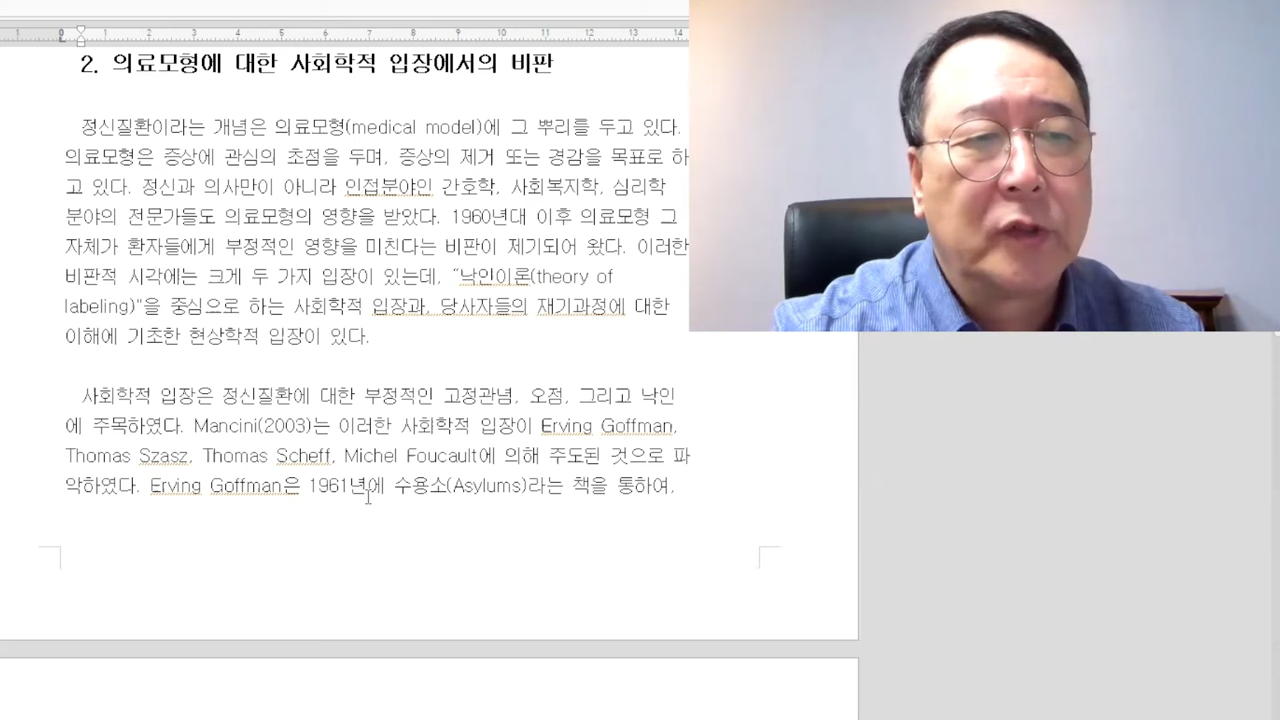 1 0 1 2 3 4 5 6 7 8 9 10 11 12 13 14
2. 의료모형에 대한 사회학적 입장에서의 비판
정신질환이라는 개념은 의료모형(medical model)에 그 뿌리를 두고 있다.
의료모형은 증상에 관심의 초점을 두며, 증상의 제거 또는 경감을 목표로 하
고 있다. 정신과 의사만이 아니라 인접분야인 간호학, 사회복지학, 심리학
분야의 전문가들도 의료모형의 영향을 받았다. 1960년대 이후 의료모형 그
자체가 환자들에게 부정적인 영향을 미친다는 비판이 제기되어 왔다. 이러한
비판적 시각에는 크게 두 가지 입장이 있는데, “낙인이론(theory of
labeling)"을 중심으로 하는 사회학적 입장과, 당사자들의 재기과정에 대한
이해에 기초한 현상학적 입장이 있다.
사회학적 입장은 정신질환에 대한 부정적인 고정관념, 오점, 그리고 낙인
에 주목하였다. Mancini(2003)는 이러한 사회학적 입장이 Erving Goffman,
Thomas Szasz, Thomas Scheff, Michel Foucault에 의해 주도된 것으로 파
악하였다. Erving Goffman은 1961년에 수용소(Asylums)라는 책을 통하여,